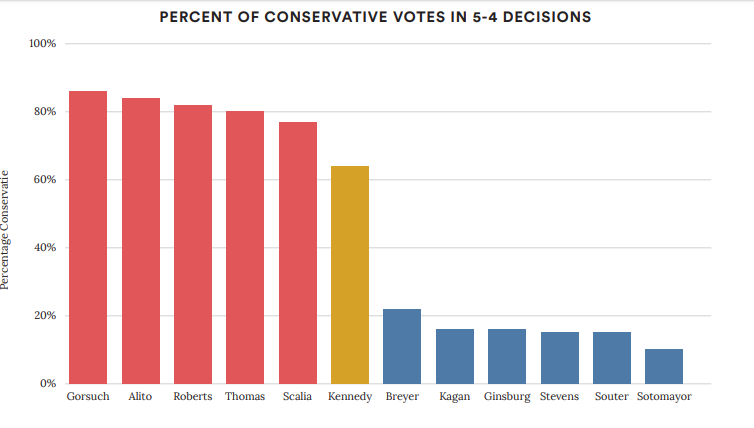 PERCENT OF CONSERVATIVE VOTES IN 5-4 DECISIONS
100%
80%
60%
40%
20%
0%
Percentage Conservatie
Gorsuch Alito Roberts Thomas Scalia Kennedy Breyer Kagan Ginsburg Stevens Souter Sotomayor